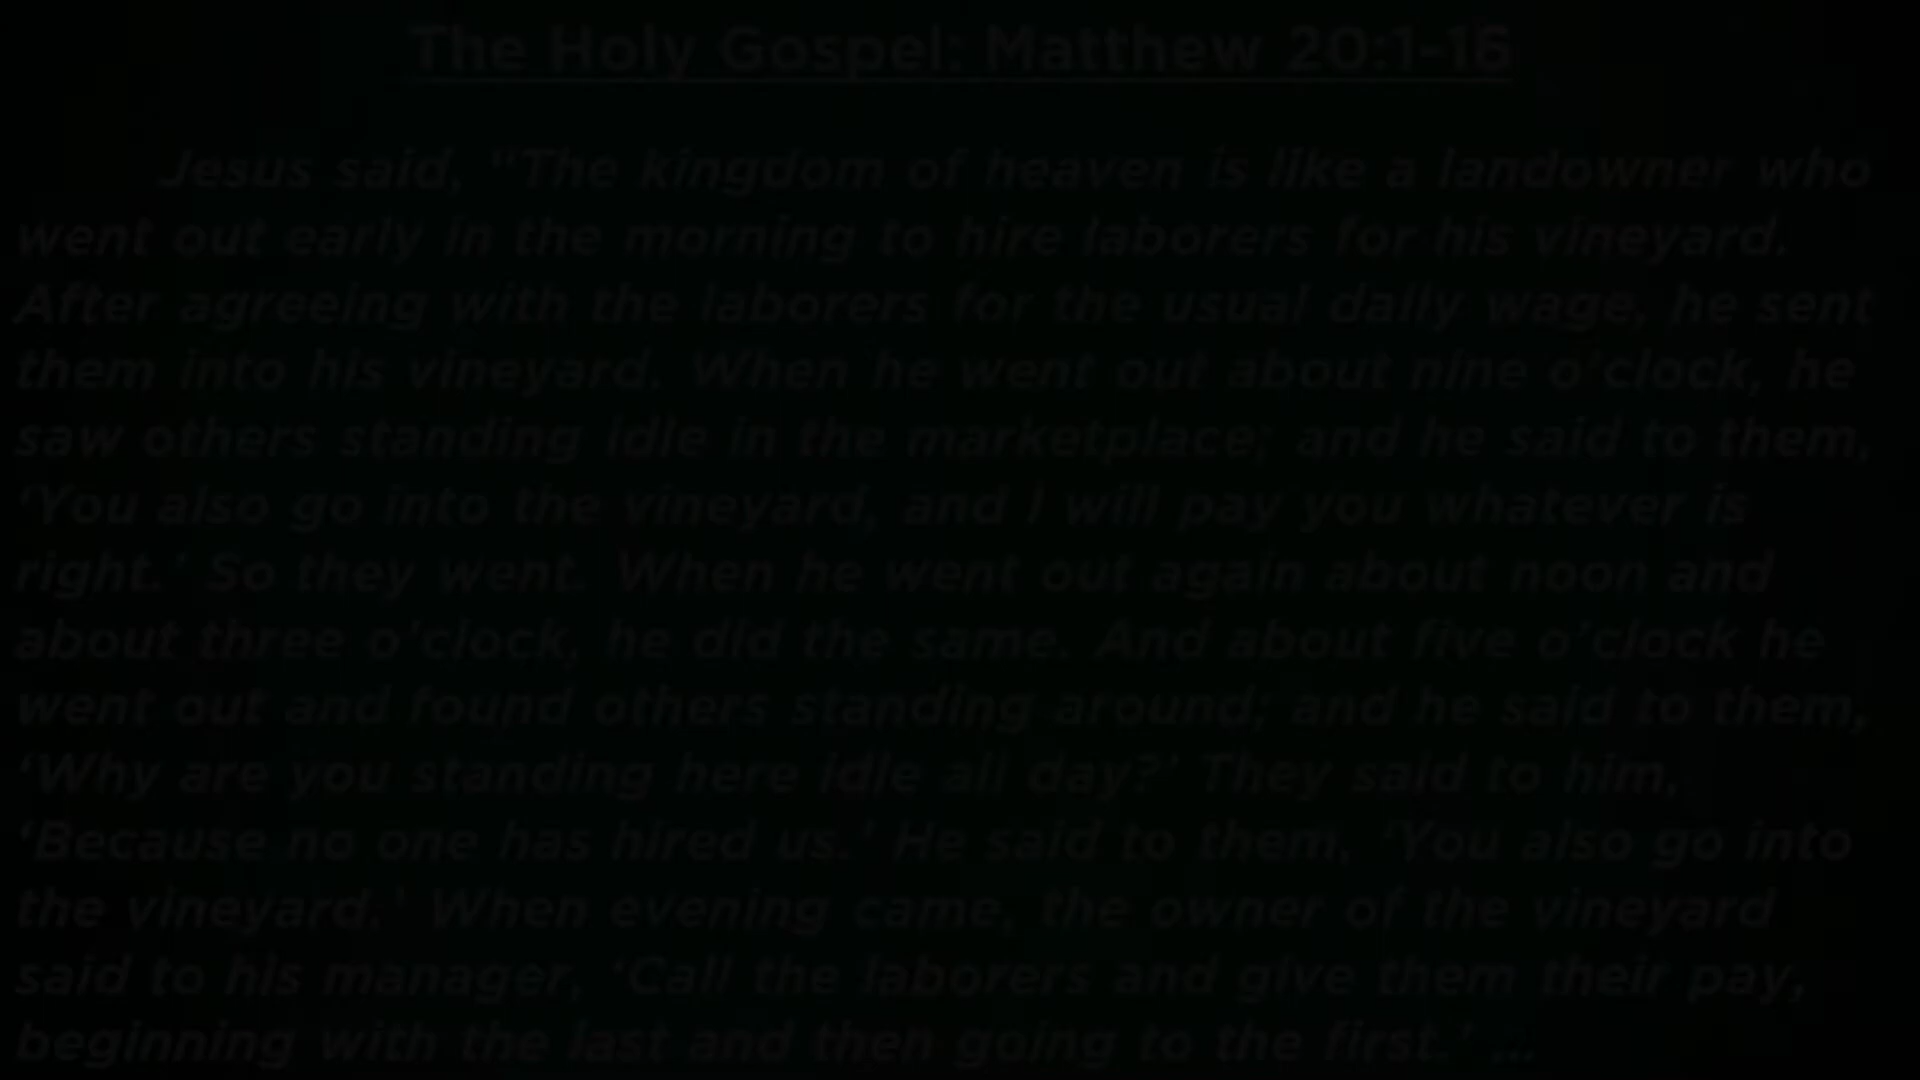 The Holy Gospel: Matthew 20:1-16
Jesus said, "The kingdom of heaven is like a landowner who
went out early in the morning to hire laborers for his vineyard.
After agreeing with the laborers for the usual daily wage, he sent
them into his vineyard. When he went out about nine o'clock, he
saw others standing idle in the marketplace; and he said to them,
'You also go into the vineyard, and I will pay you whatever is
right.' So they went. When he went out again about noon and
about three o'clock, he did the same. And about five o'clock he
went out and found others standing around; and he said to them,
'Why are you standing here idle all day?' They said to him,
'Because no one has hired us.' He said to them, 'You also go into
the vineyard.' When evening came, the owner of the vineyard
said to his manager, 'Call the laborers and give them their pay,
beginning with the last and then going to the first.' ...